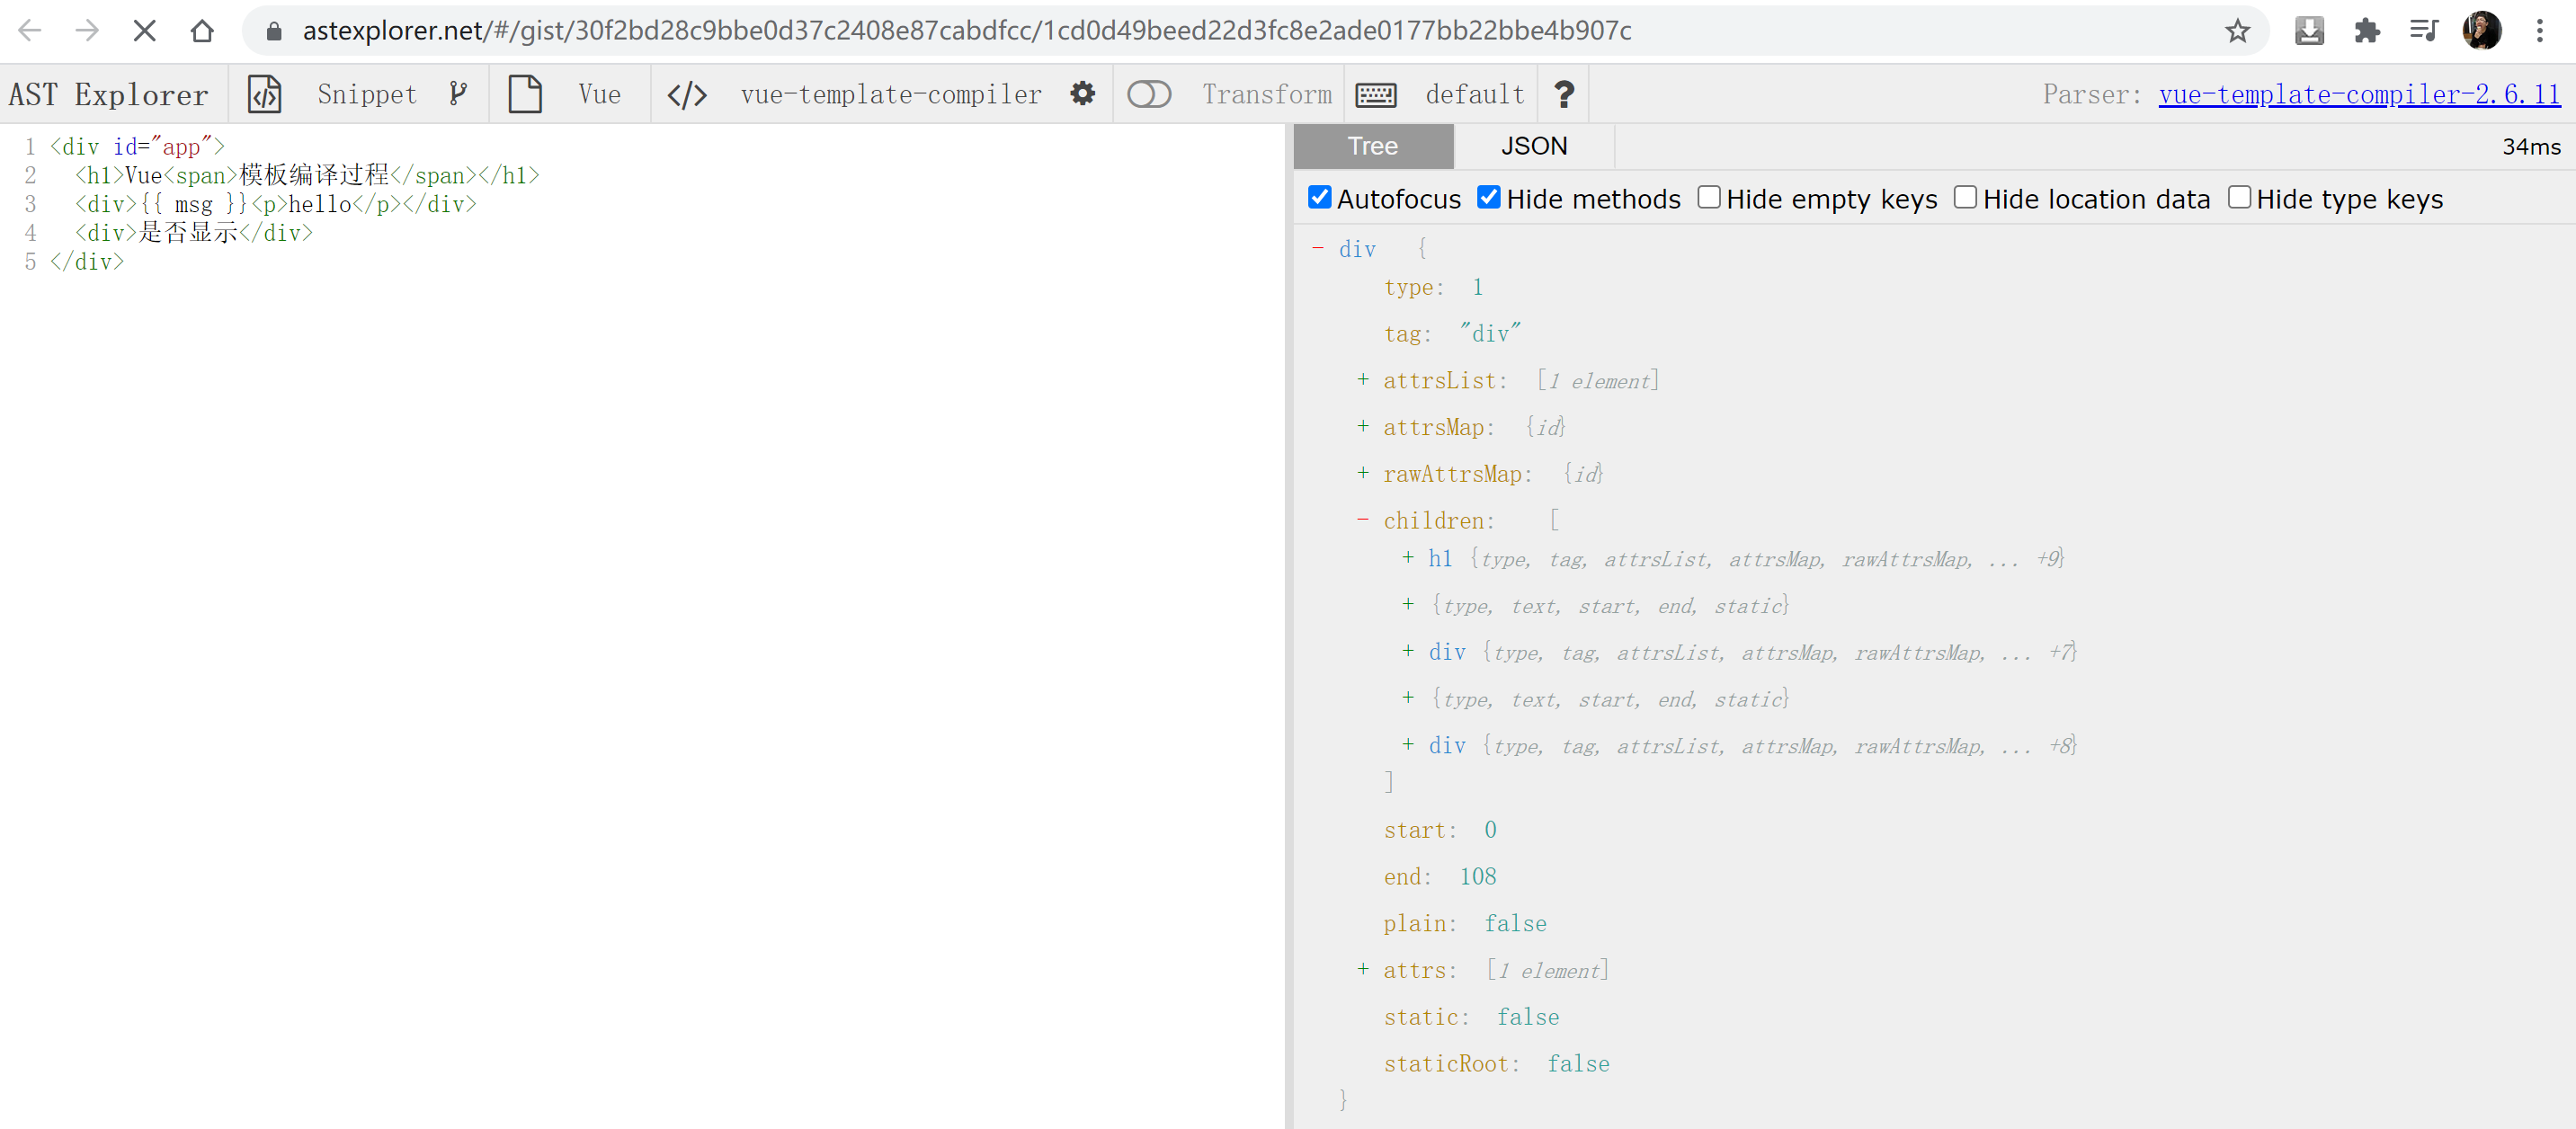 astexplorer.net/#/gist/30f2bd28c9bbe0d37c2408e87cabdfcc/1cd0d49beed22d3fc8e2ade0177bb22bbe4b907c
AST Explorer Snippet Vue </> vue-template-compiler Transform default ? Parser: vue-template-compiler-2.6.11
1 <div id="app">
2 <h1>Vue<span>模板编译过程</span></h1>
3 <div>{{ msg }}<p>hello</p></div>
4 <div>是否显示</div>
5 </div>
Tree JSON 34ms
Autofocus Hide methods Hide empty keys Hide location data Hide type keys
- div {
type: 1
tag: "div"
+ attrsList: [1 element]
+ attrsMap: {id}
+ rawAttrsMap: {id}
- children: [
+ h1 {type, tag, attrsList, attrsMap, rawAttrsMap, ... +9}
+ {type, text, start, end, static}
+ div {type, tag, attrsList, attrsMap, rawAttrsMap, ... +7}
+ {type, text, start, end, static}
+ div {type, tag, attrsList, attrsMap, rawAttrsMap, ... +8}
]
start: 0
end: 108
plain: false
+ attrs: [1 element]
static: false
staticRoot: false
}